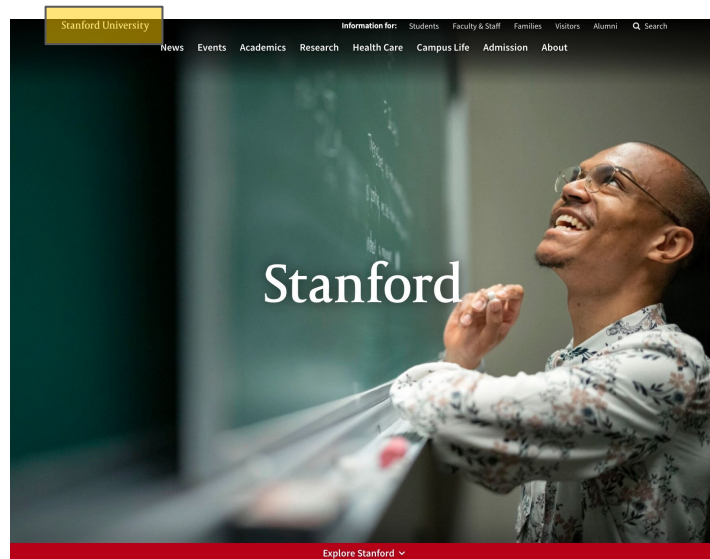 Stanford University
Information for: Students Faculty & Staff Families Visitors Alumni Search
News Events Academics Research Health Care Campus Life Admission About
Stanford
Explore Stanford